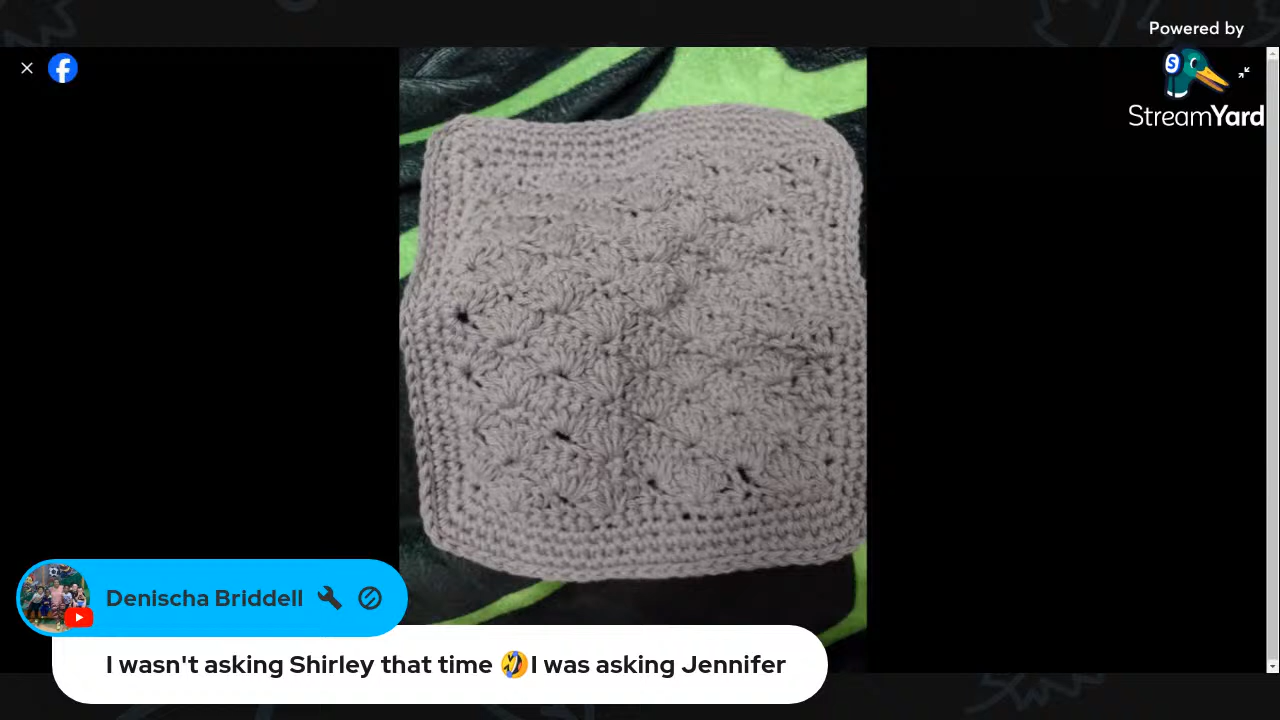 Powered by
StreamYard
Denischa Briddell
I wasn't asking Shirley that time 🤣I was asking Jennifer